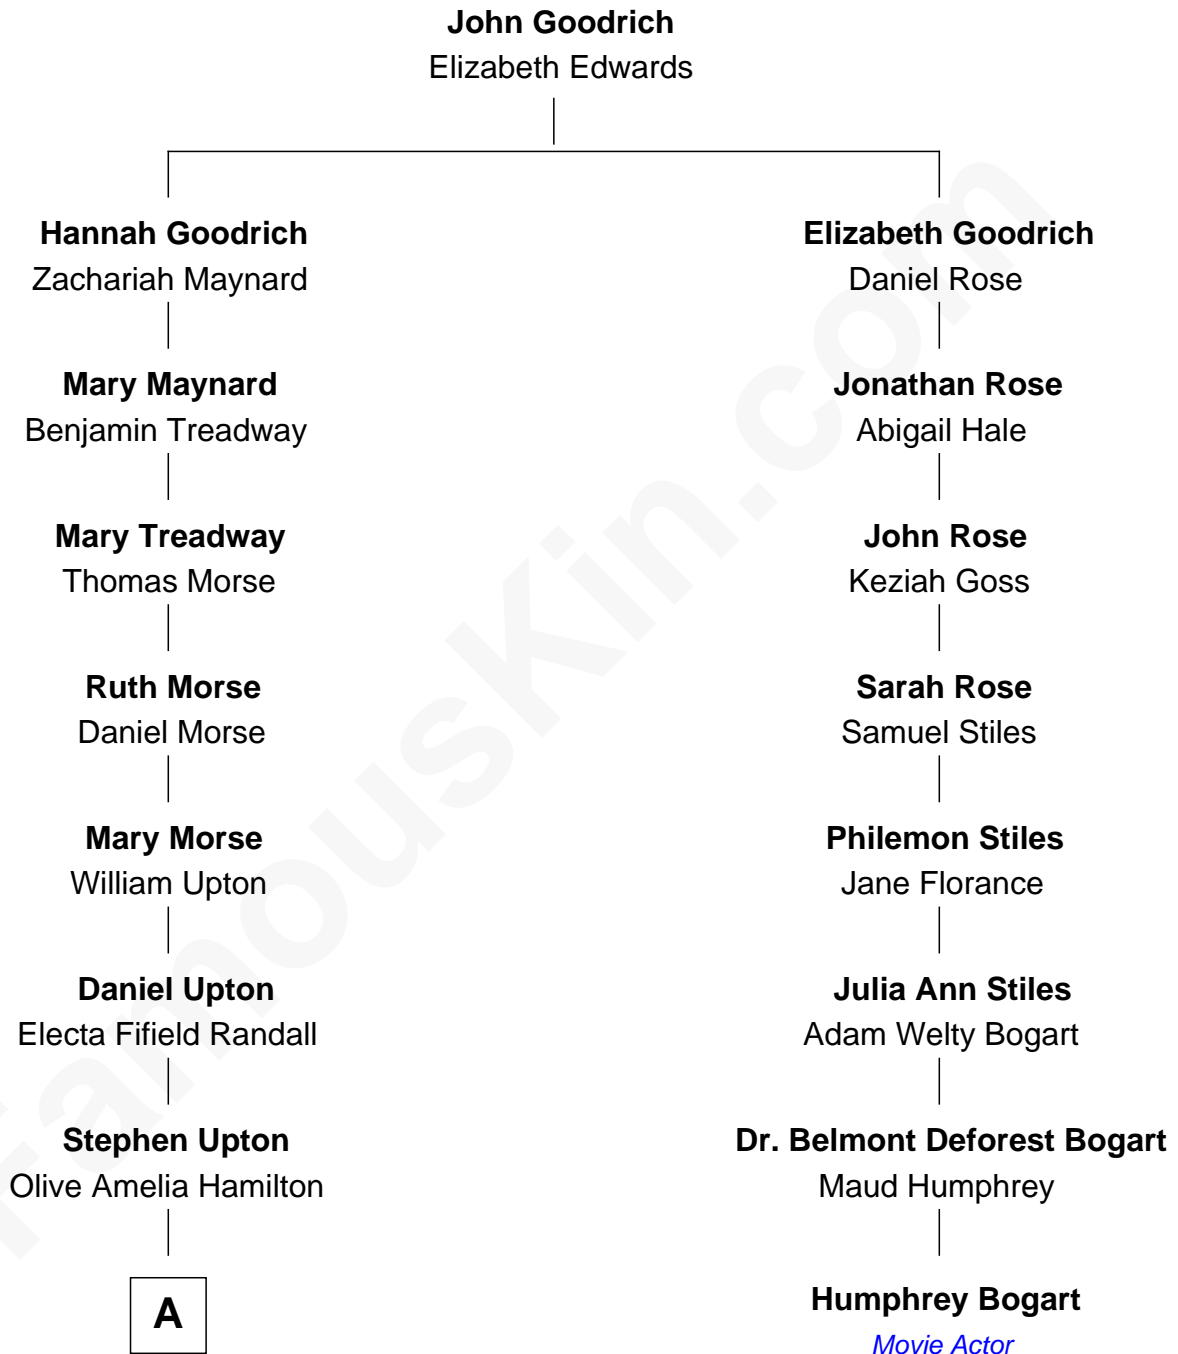 John Goodrich
Elizabeth Edwards
Hannah Goodrich
Zachariah Maynard
Elizabeth Goodrich
Daniel Rose
Mary Maynard
Benjamin Treadway
Jonathan Rose
Abigail Hale
Mary Treadway
Thomas Morse
John Rose
Keziah Goss
Ruth Morse
Daniel Morse
Sarah Rose
Samuel Stiles
Mary Morse
William Upton
Philemon Stiles
Jane Florance
Daniel Upton
Electa Fifield Randall
Julia Ann Stiles
Adam Welty Bogart
Stephen Upton
Olive Amelia Hamilton
Dr. Belmont Deforest Bogart
Maud Humphrey
A
Humphrey Bogart
Movie Actor
FamousKin.com